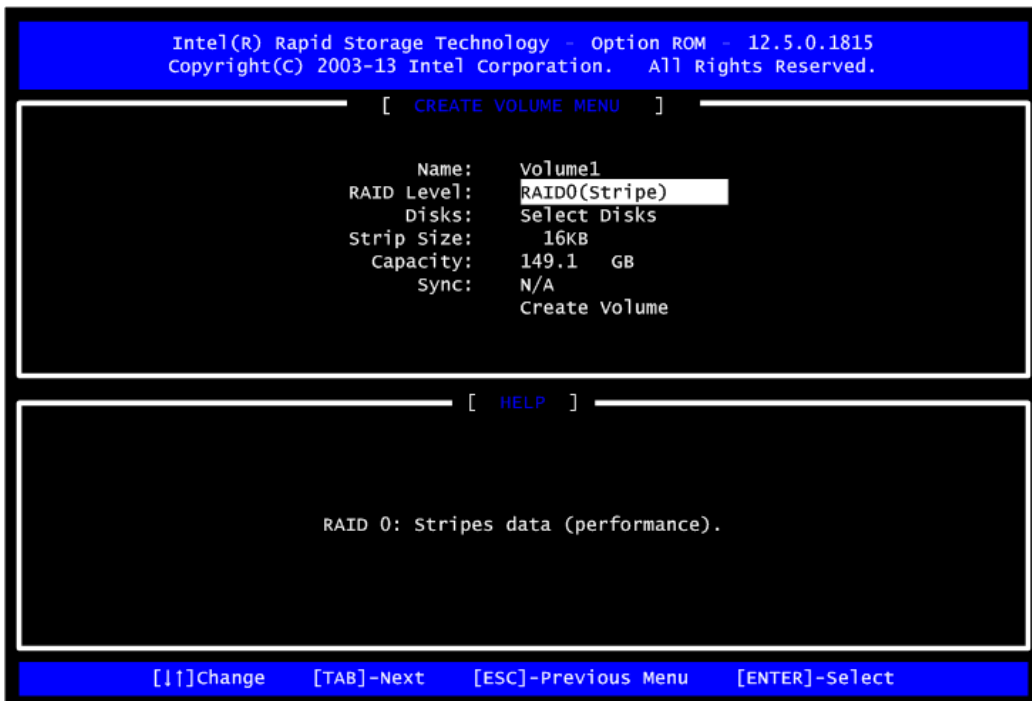 Intel(R) Rapid Storage Technology - Option ROM - 12.5.0.1815
Copyright(C) 2003-13 Intel Corporation. All Rights Reserved.
[ CREATE VOLUME MENU ]
Name: Volume1
RAID Level: RAID0(Stripe)
Disks: Select Disks
Strip Size: 16KB
Capacity: 149.1 GB
Sync: N/A
Create Volume
[ HELP ]
RAID 0: Stripes data (performance).
[↓↑]Change [TAB]-Next [ESC]-Previous Menu [ENTER]-Select